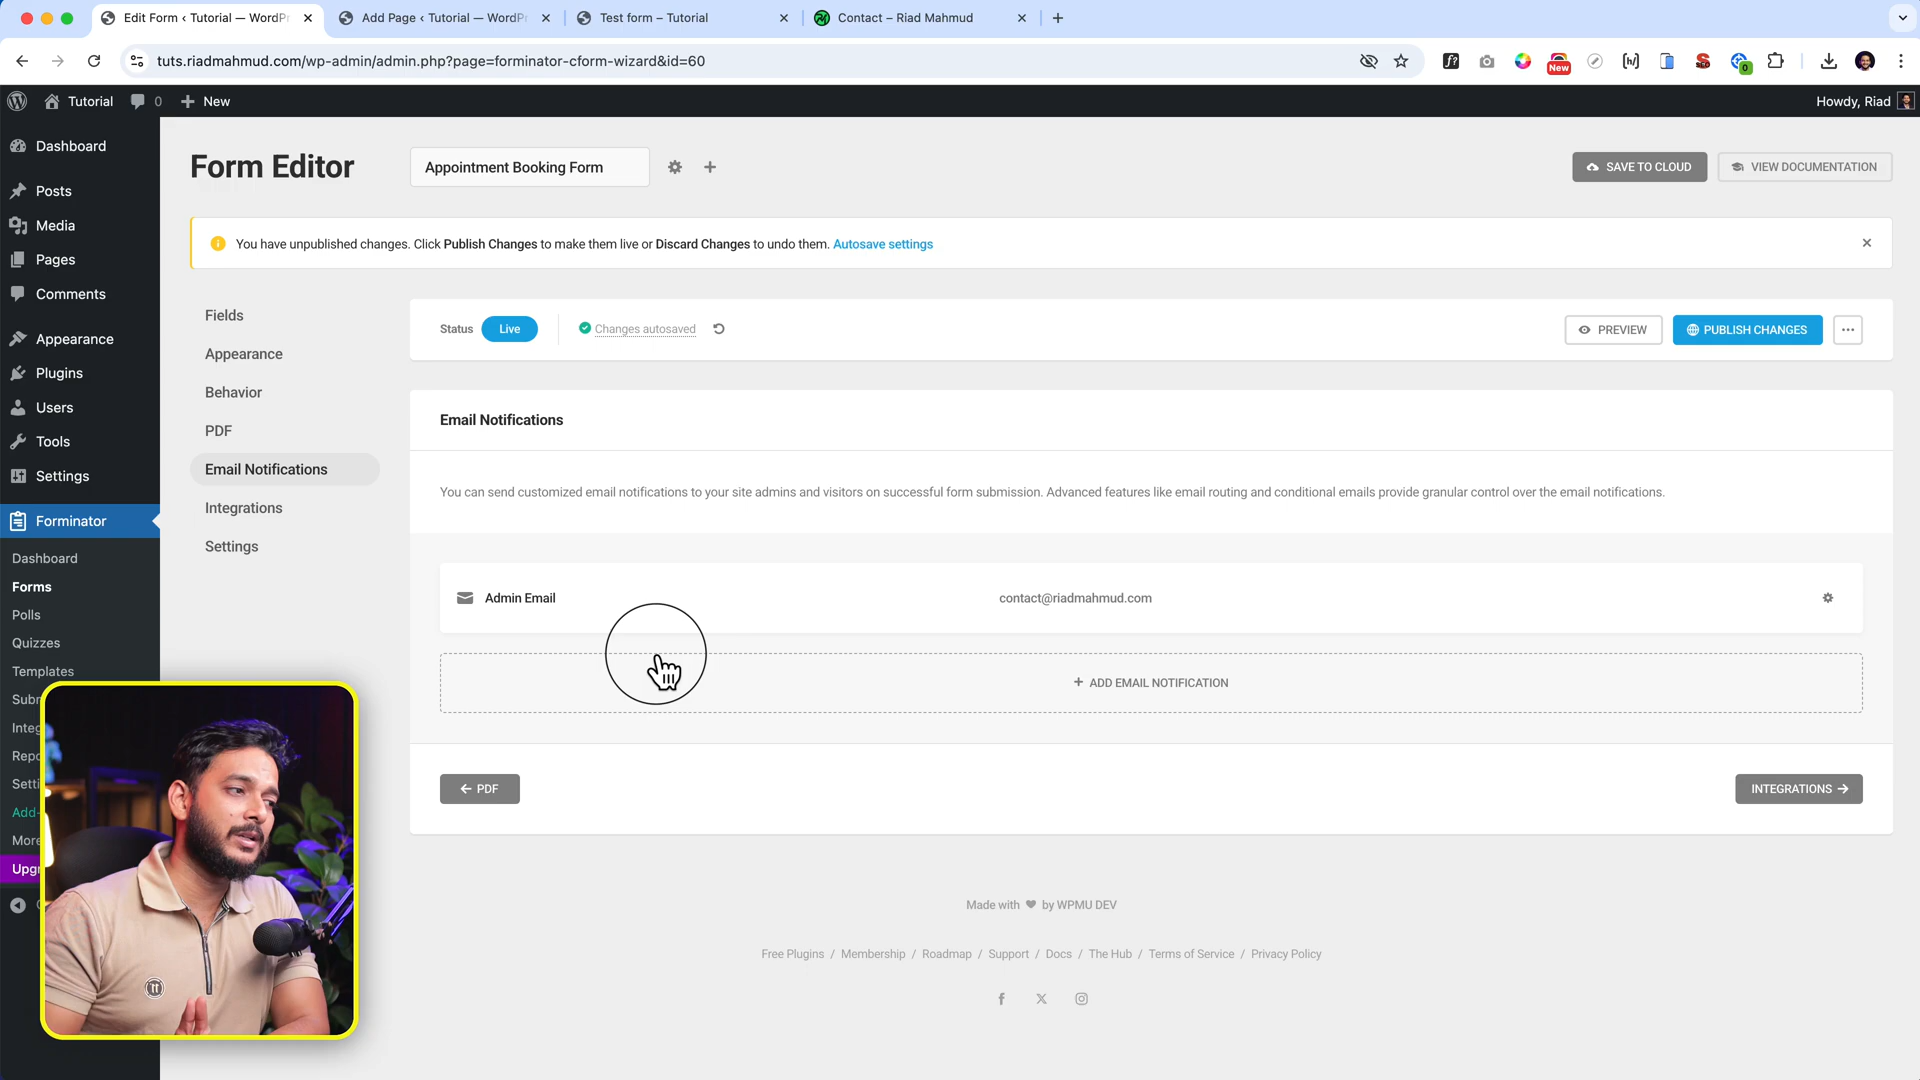 Edit Form ‹ Tutorial — WordPr
Add Page ‹ Tutorial — WordPr
Test form – Tutorial
Contact – Riad Mahmud
tuts.riadmahmud.com/wp-admin/admin.php?page=forminator-cform-wizard&id=60
New
0
Tutorial
0
New
Howdy, Riad
Dashboard
Posts
Media
Pages
Comments
Appearance
Plugins
Users
Tools
Settings
Forminator
Dashboard
Forms
Polls
Quizzes
Templates
Subm
Integ
Repo
Setti
Add-
More
Upgr
Form Editor
Appointment Booking Form
SAVE TO CLOUD
VIEW DOCUMENTATION
You have unpublished changes. Click Publish Changes to make them live or Discard Changes to undo them. Autosave settings
Fields
Appearance
Behavior
PDF
Email Notifications
Integrations
Settings
Status
Live
Changes autosaved
PREVIEW
PUBLISH CHANGES
Email Notifications
You can send customized email notifications to your site admins and visitors on successful form submission. Advanced features like email routing and conditional emails provide granular control over the email notifications.
Admin Email
contact@riadmahmud.com
+ ADD EMAIL NOTIFICATION
← PDF
INTEGRATIONS →
Made with ♥ by WPMU DEV
Free Plugins / Membership / Roadmap / Support / Docs / The Hub / Terms of Service / Privacy Policy